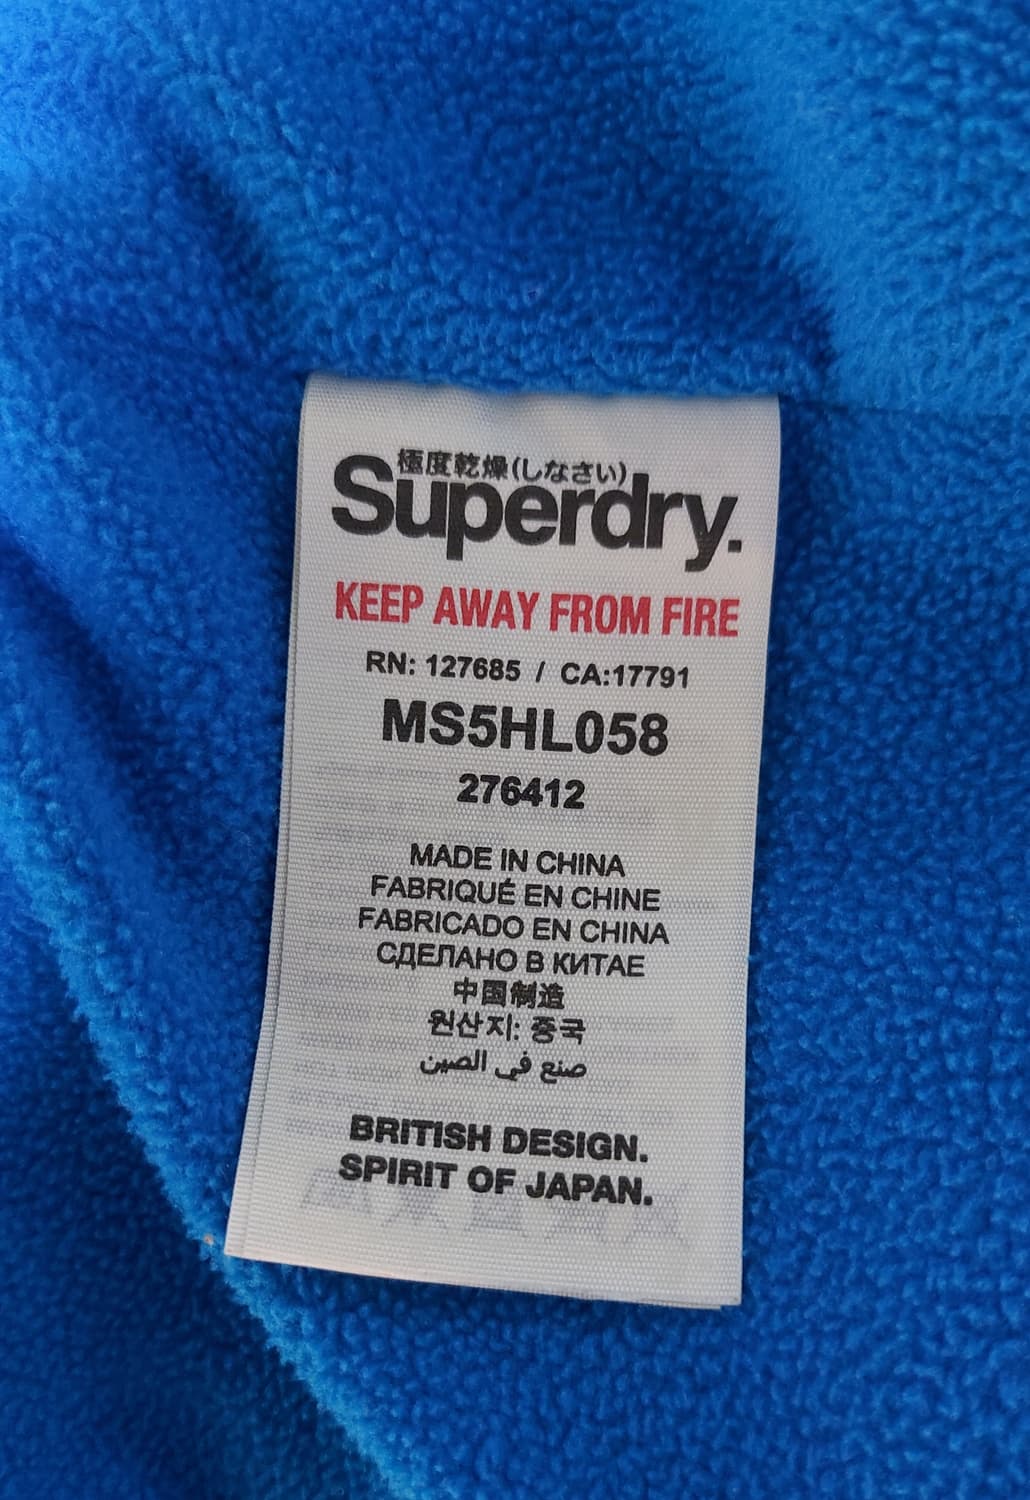 極度乾燥(しなさい)
Superdry.
KEEP AWAY FROM FIRE
RN: 127685 / CA:17791
MS5HL058
276412
MADE IN CHINA
FABRIQUÉ EN CHINE
FABRICADO EN CHINA
СДЕЛАНО В КИТАЕ
中国制造
원산지: 중국
صنع في الصين
BRITISH DESIGN.
SPIRIT OF JAPAN.